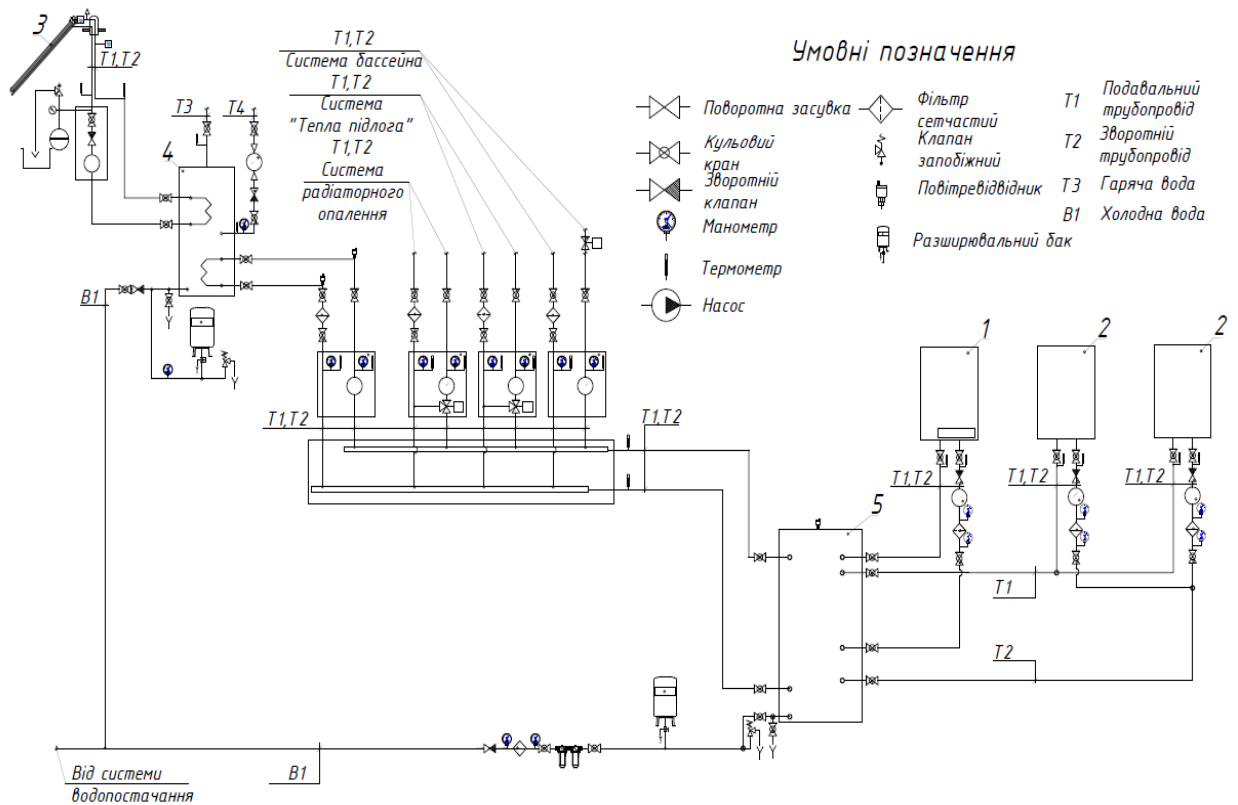 3
Т1,Т2
Т3
Т4
4
В1
Т1,Т2
Система бассейна
Т1,Т2
Система
"Тепла підлога"
Т1,Т2
Система
радіаторного
опалення
Умовні позначення
Поворотна засувка
Кульовий
кран
Зворотній
клапан
Манометр
Термометр
Насос
Фільтр
сетчастий
Клапан
запобіжний
Повітревідвідник
Разширювальний бак
Т1 Подавальний
трубопровід
Т2 Зворотній
трубопровід
Т3 Гаряча вода
В1 Холодна вода
1
2
2
Т1,Т2
Т1,Т2
Т1,Т2
Т1,Т2
Т1,Т2
5
Т1
Т2
Від системи
водопостачання
В1